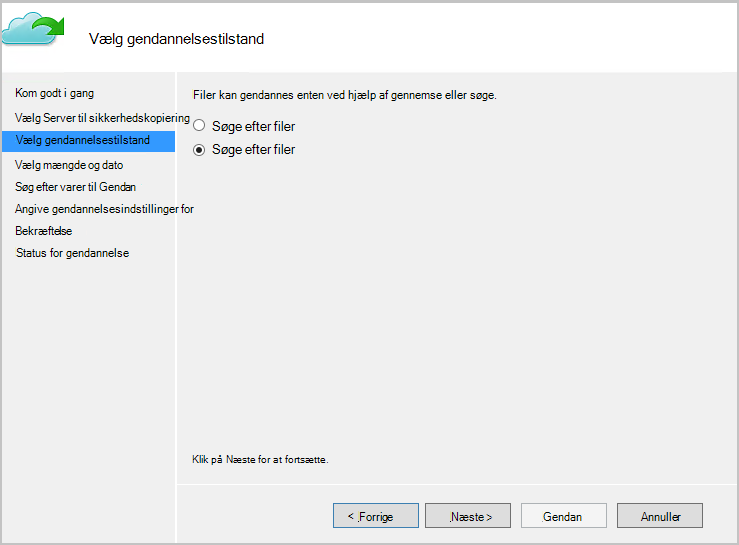 Vælg gendannelsestilstand
Kom godt i gang
Vælg Server til sikkerhedskopiering
Vælg gendannelsestilstand
Vælg mængde og dato
Søg efter varer til Gendan
Angive gendannelsesindstillinger for
Bekræftelse
Status for gendannelse
Filer kan gendannes enten ved hjælp af gennemse eller søge.
Søge efter filer
Søge efter filer
Klik på Næste for at fortsætte.
< Forrige
Næste >
Gendan
Annuller